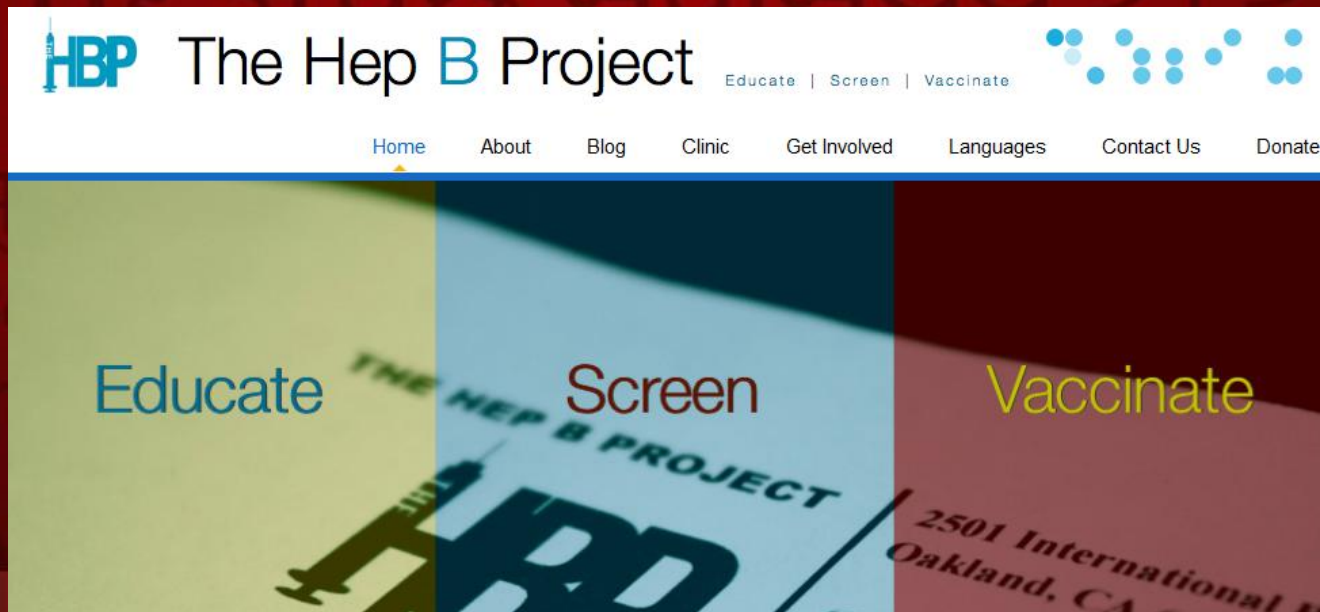 HBP The Hep B Project Educate | Screen | Vaccinate
Home About Blog Clinic Get Involved Languages Contact Us Donate
Educate Screen Vaccinate
THE HEP B PROJECT
HBP
2501 International
Oakland, CA